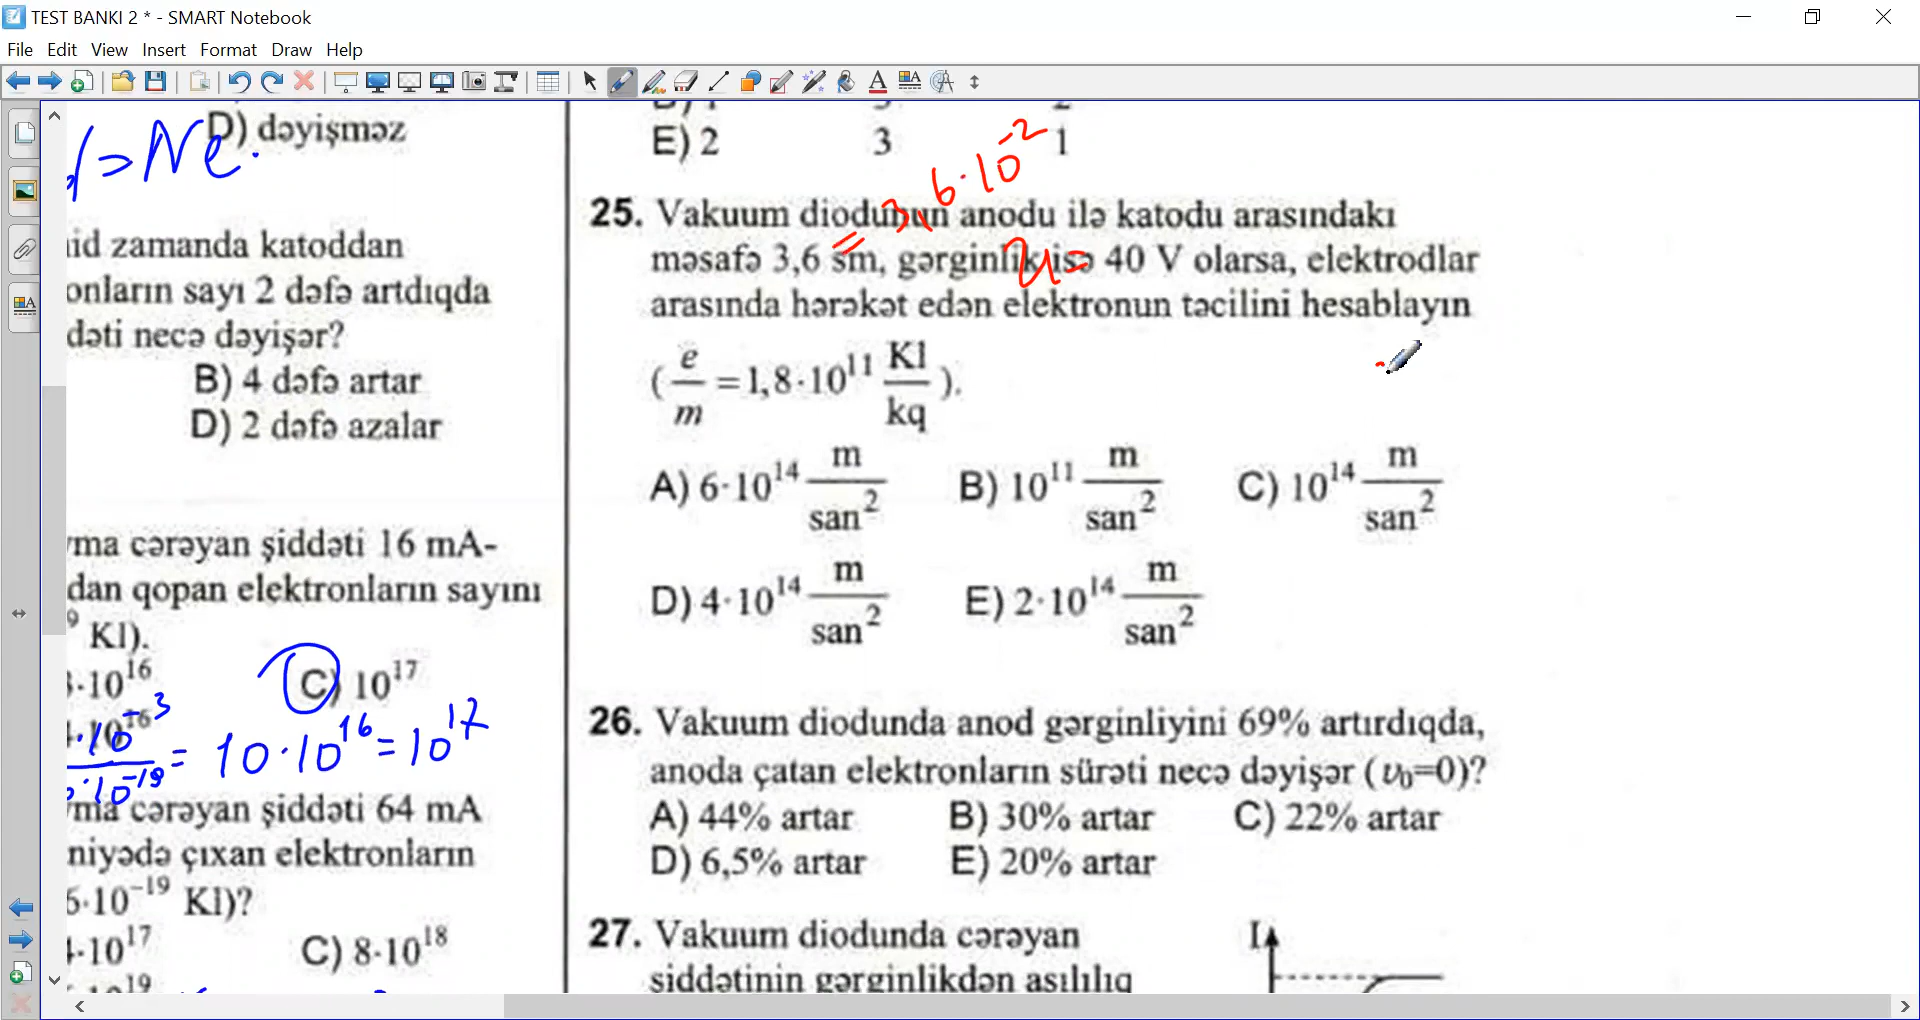 TEST BANKI 2 * - SMART Notebook
File Edit View Insert Format Draw Help
D) dəyişməz
=Ne.
id zamanda katoddan
onların sayı 2 dəfə artdıqda
dəti necə dəyişər?
B) 4 dəfə artar
D) 2 dəfə azalar
ma cərəyan şiddəti 16 mA-
dan qopan elektronların sayını
Kl).
·10¹⁶
C) 10¹⁷
·10⁻³
= 10·10¹⁶=10¹⁷
·10⁻¹⁹
ma cərəyan şiddəti 64 mA
niyədə çıxan elektronların
6·10⁻¹⁹ Kl)?
·10¹⁷
C) 8·10¹⁸
E) 2 3 1
= 3,6·10⁻²
25. Vakuum diodunun anodu ilə katodu arasındakı
məsafə 3,6 sm, gərginlik isə 40 V olarsa, elektrodlar
U=
arasında hərəkət edən elektronun təcilini hesablayın
(e/m = 1,8·10¹¹ Kl/kq).
A) 6·10¹⁴ m/san² B) 10¹¹ m/san² C) 10¹⁴ m/san²
D) 4·10¹⁴ m/san² E) 2·10¹⁴ m/san²
26. Vakuum diodunda anod gərginliyini 69% artırdıqda,
anoda çatan elektronların sürəti necə dəyişər (υ₀=0)?
A) 44% artar B) 30% artar C) 22% artar
D) 6,5% artar E) 20% artar
27. Vakuum diodunda cərəyan
şiddətinin gərginlikdən asılılıq
I